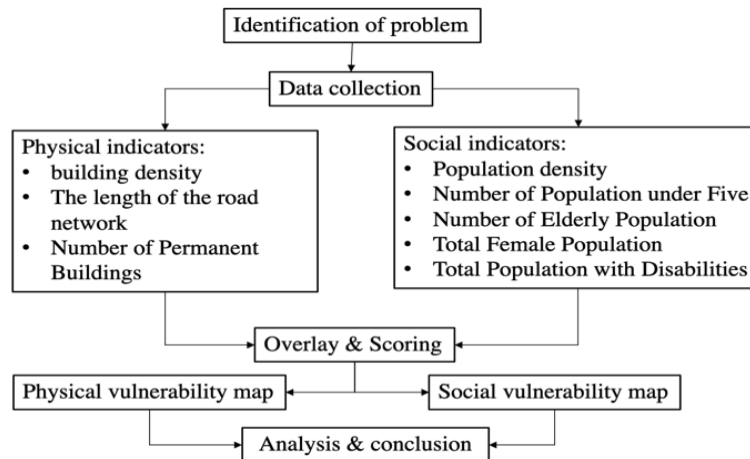 Identification of problem
Data collection
Physical indicators:
• building density
• The length of the road
network
• Number of Permanent
Buildings
Social indicators:
• Population density
• Number of Population under Five
• Number of Elderly Population
• Total Female Population
• Total Population with Disabilities
Overlay & Scoring
Physical vulnerability map
Social vulnerability map
Analysis & conclusion